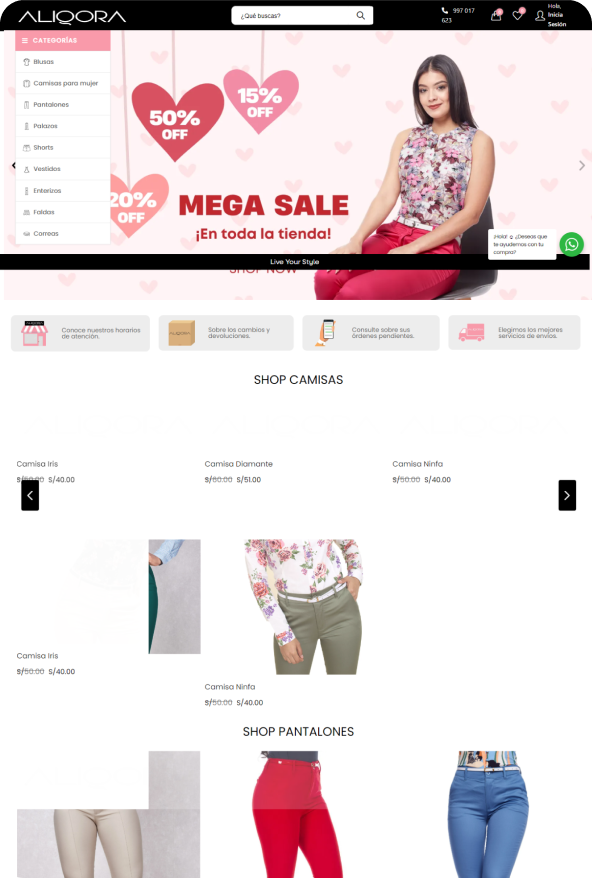 ALIQORA
¿Qué buscas?
997 017
623
0
0
Hola,
Inicia
Sesión
CATEGORÍAS
Blusas
Camisas para mujer
Pantalones
Palazos
Shorts
Vestidos
Enterizos
Faldas
Correas
50%
OFF
15%
OFF
20%
OFF
MEGA SALE
¡En toda la tienda!
SHOP NOW
¡Hola! ¿Deseas que
te ayudemos con tu
compra?
Live Your Style
Conoce nuestros horarios
de atención.
Sobre los cambios y
devoluciones.
Consulte sobre sus
órdenes pendientes.
Elegimos los mejores
servicios de envíos.
SHOP CAMISAS
Camisa Iris
S/50.00 S/40.00
Camisa Diamante
S/60.00 S/51.00
Camisa Ninfa
S/50.00 S/40.00
Camisa Iris
S/50.00 S/40.00
Camisa Ninfa
S/50.00 S/40.00
SHOP PANTALONES